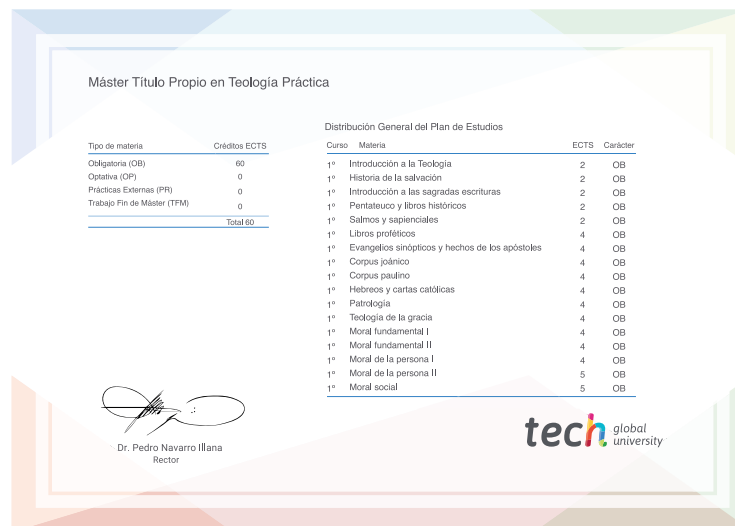 Máster Título Propio en Teología Práctica
Tipo de materia Créditos ECTS
Obligatoria (OB) 60
Optativa (OP) 0
Prácticas Externas (PR) 0
Trabajo Fin de Máster (TFM) 0
Total 60
Distribución General del Plan de Estudios
Curso Materia ECTS Carácter
1º Introducción a la Teología 2 OB
1º Historia de la salvación 2 OB
1º Introducción a las sagradas escrituras 2 OB
1º Pentateuco y libros históricos 2 OB
1º Salmos y sapienciales 2 OB
1º Libros proféticos 4 OB
1º Evangelios sinópticos y hechos de los apóstoles 4 OB
1º Corpus joánico 4 OB
1º Corpus paulino 4 OB
1º Hebreos y cartas católicas 4 OB
1º Patrología 4 OB
1º Teología de la gracia 4 OB
1º Moral fundamental I 4 OB
1º Moral fundamental II 4 OB
1º Moral de la persona I 4 OB
1º Moral de la persona II 5 OB
1º Moral social 5 OB
Dr. Pedro Navarro Illana
Rector
tech global
university